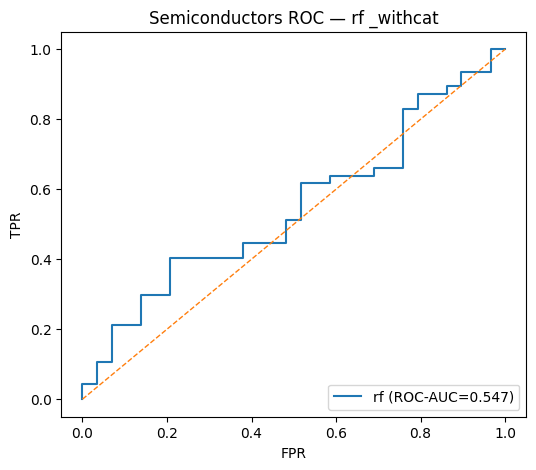 Semiconductors ROC — rf _withcat
1.0
0.8
0.6
0.4
0.2
0.0
TPR
rf (ROC-AUC=0.547)
0.0 0.2 0.4 0.6 0.8 1.0
FPR